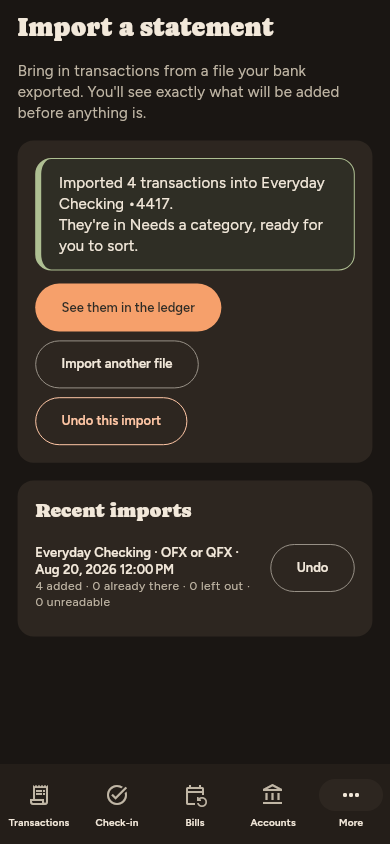 Import a statement
Bring in transactions from a file your bank
exported. You'll see exactly what will be added
before anything is.
Imported 4 transactions into Everyday
Checking •4417.
They're in Needs a category, ready for
you to sort.
See them in the ledger
Import another file
Undo this import
Recent imports
Everyday Checking · OFX or QFX ·
Aug 20, 2026 12:00 PM
4 added · 0 already there · 0 left out ·
0 unreadable
Undo
Transactions
Check-in
Bills
Accounts
More